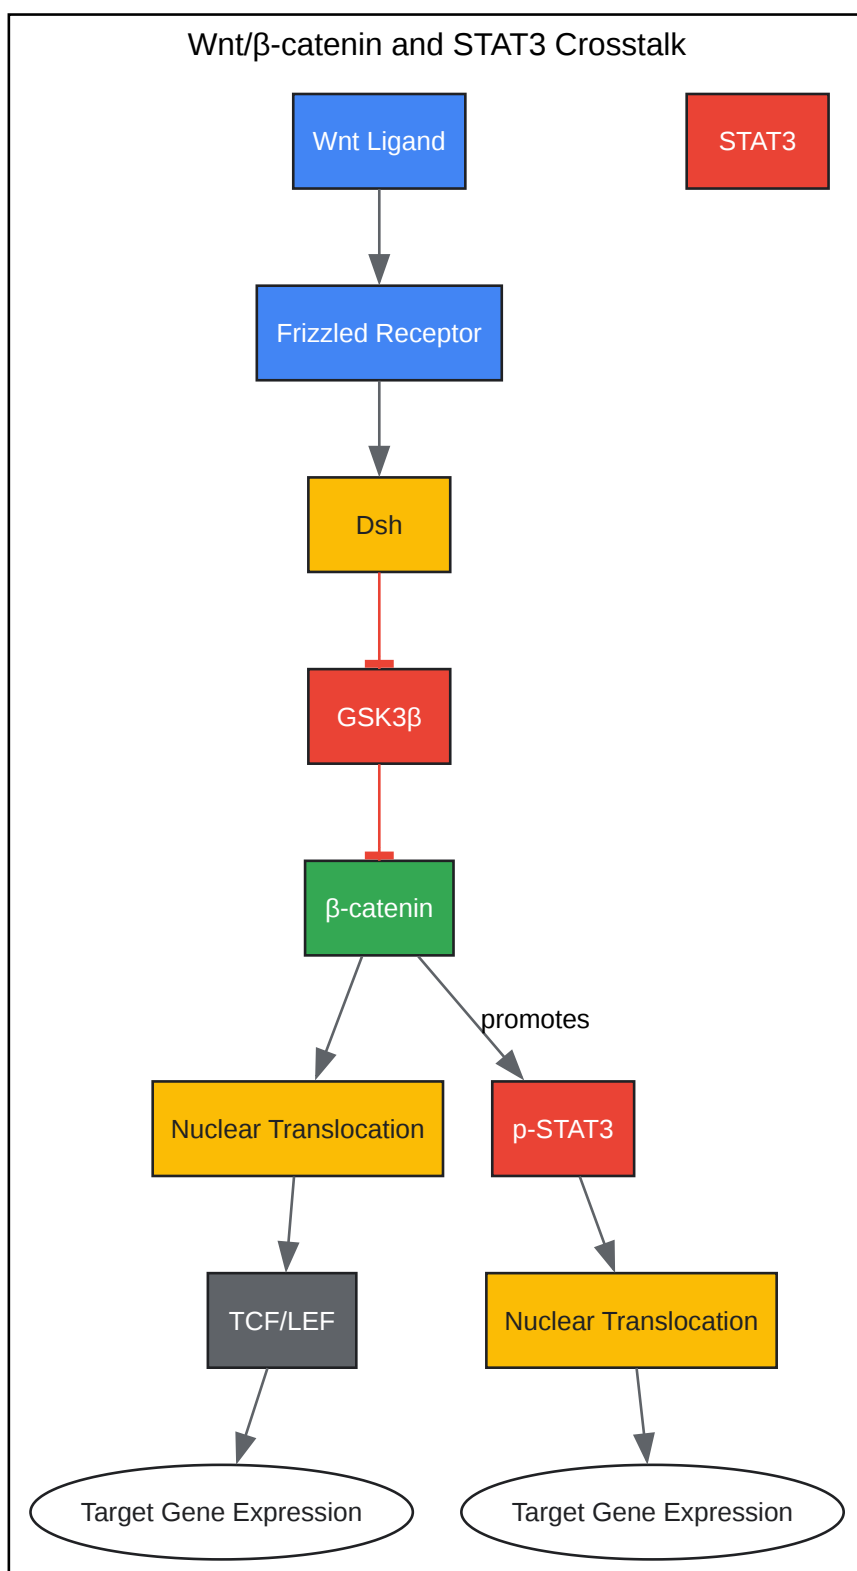 Wnt/β-catenin and STAT3 Crosstalk
Wnt Ligand
STAT3
Frizzled Receptor
Dsh
GSK3β
β-catenin
promotes
Nuclear Translocation
p-STAT3
TCF/LEF
Nuclear Translocation
Target Gene Expression
Target Gene Expression